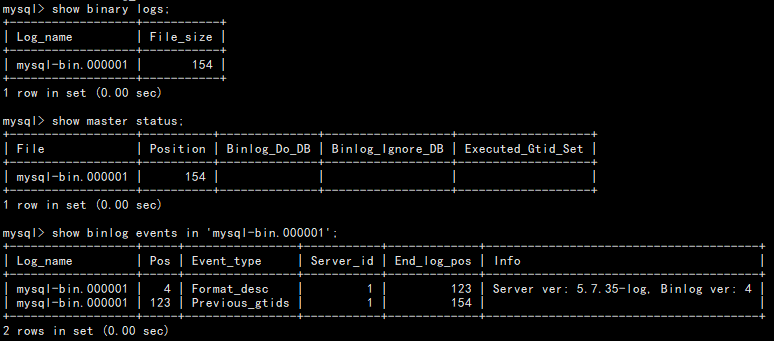 mysql> show binary logs;
+------------------+-----------+
| Log_name         | File_size |
+------------------+-----------+
| mysql-bin.000001 |       154 |
+------------------+-----------+
1 row in set (0.00 sec)
mysql> show master status;
+------------------+----------+--------------+------------------+-------------------+
| File             | Position | Binlog_Do_DB | Binlog_Ignore_DB | Executed_Gtid_Set |
+------------------+----------+--------------+------------------+-------------------+
| mysql-bin.000001 |      154 |              |                  |                   |
+------------------+----------+--------------+------------------+-------------------+
1 row in set (0.00 sec)
mysql> show binlog events in 'mysql-bin.000001';
+------------------+-----+----------------+-----------+-------------+---------------------------------------+
| Log_name         | Pos | Event_type     | Server_id | End_log_pos | Info                                  |
+------------------+-----+----------------+-----------+-------------+---------------------------------------+
| mysql-bin.000001 |   4 | Format_desc    |         1 |         123 | Server ver: 5.7.35-log, Binlog ver: 4 |
| mysql-bin.000001 | 123 | Previous_gtids |         1 |         154 |                                       |
+------------------+-----+----------------+-----------+-------------+---------------------------------------+
2 rows in set (0.00 sec)